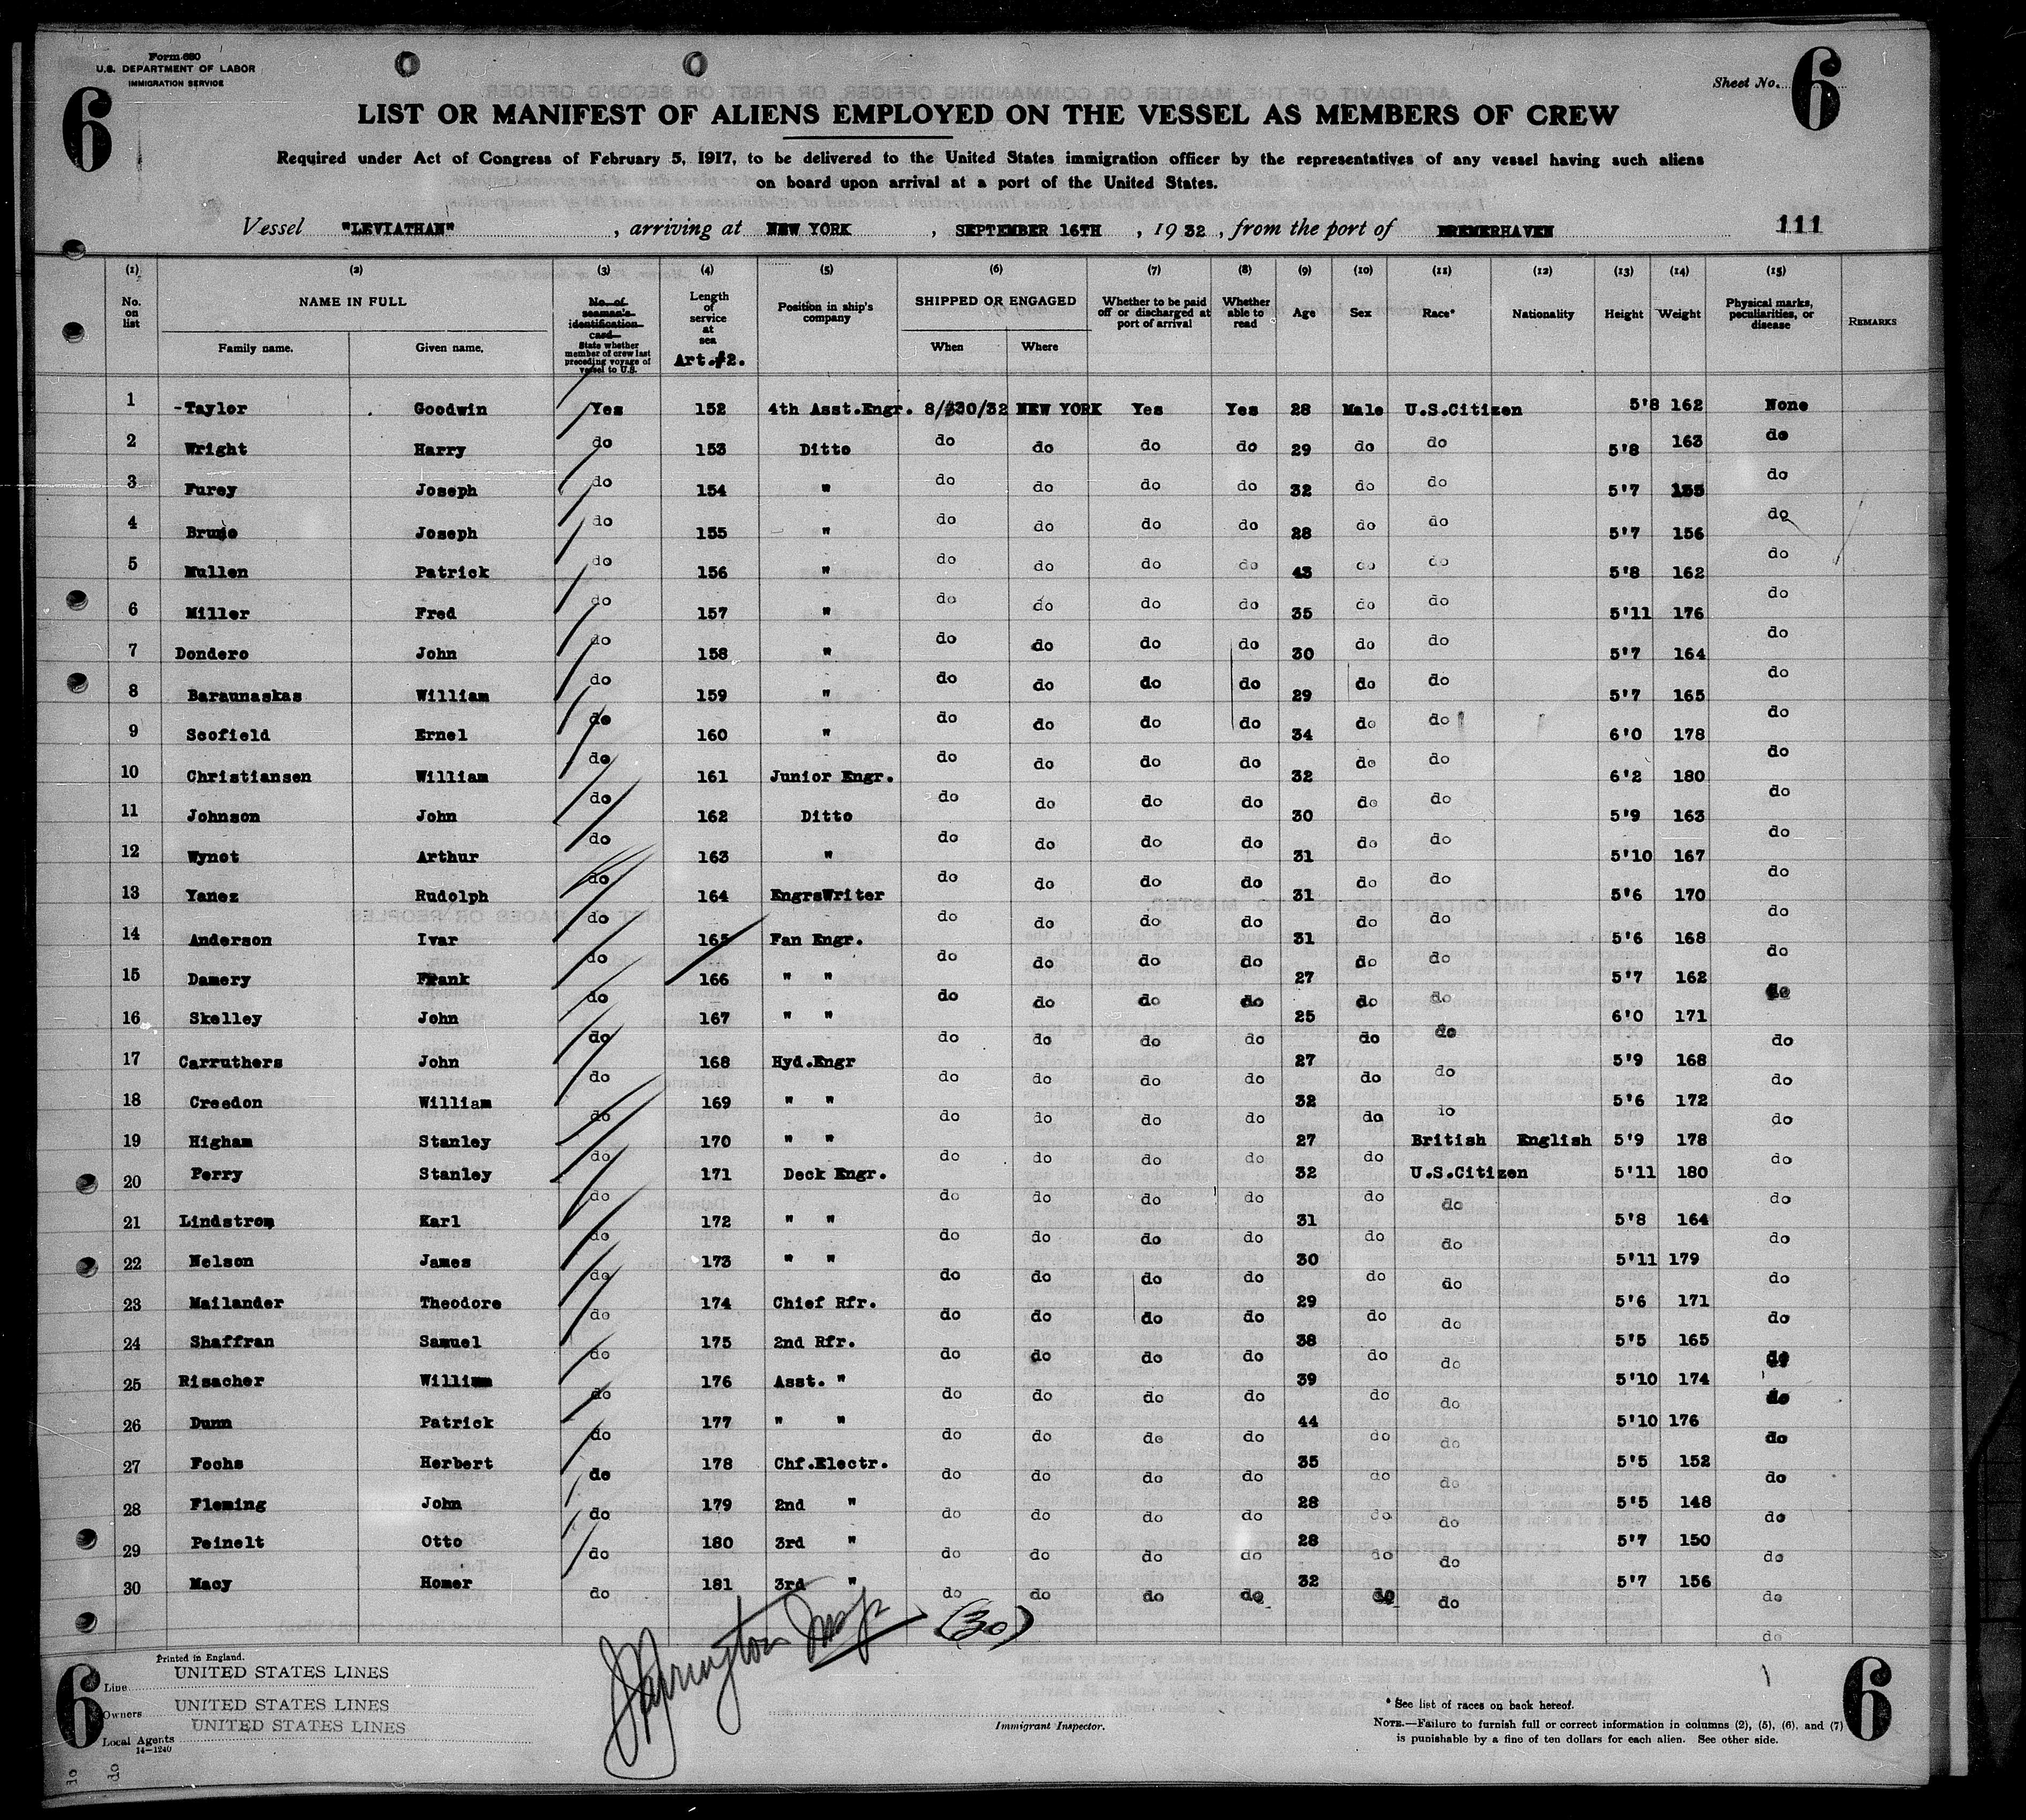 Form 680
U.S. DEPARTMENT OF LABOR
IMMIGRATION SERVICE
6
Sheet No. 6
LIST OR MANIFEST OF ALIENS EMPLOYED ON THE VESSEL AS MEMBERS OF CREW
Required under Act of Congress of February 5, 1917, to be delivered to the United States immigration officer by the representatives of any vessel having such aliens
on board upon arrival at a port of the United States.
Vessel "LEVIATHAN", arriving at NEW YORK, SEPTEMBER 16TH, 1932, from the port of BREMERHAVEN 111
(1) (2) (3) (4) (5) (6) (7) (8) (9) (10) (11) (12) (13) (14) (15)
No. on list NAME IN FULL Family name. Given name. No. of seaman's identification card State whether member of crew last preceding voyage of vessel to U.S. Length of service at sea Art.#2. Position in ship's company SHIPPED OR ENGAGED When Where Whether to be paid off or discharged at port of arrival Whether able to read Age Sex Race* Nationality Height Weight Physical marks, peculiarities, or disease REMARKS
1 -Taylor Goodwin Yes 152 4th Asst.Engr. 8/30/32 NEW YORK Yes Yes 28 Male U.S.Citizen 5'8 162 None
2 Wright Harry do 153 Ditto do do do do 29 do do 5'8 163 do
3 Furey Joseph do 154 " do do do do 32 do do 5'7 155 do
4 Bruno Joseph do 155 " do do do do 28 do do 5'7 156 do
5 Mullen Patrick do 156 " do do do do 43 do do 5'8 162 do
6 Miller Fred do 157 " do do do do 35 do do 5'11 176 do
7 Dondero John do 158 " do do do do 30 do do 5'7 164 do
8 Baraunaskas William do 159 " do do do do 29 do do 5'7 165 do
9 Scofield Ernel do 160 " do do do do 34 do do 6'0 178 do
10 Christiansen William do 161 Junior Engr. do do do do 32 do do 6'2 180 do
11 Johnson John do 162 Ditto do do do do 30 do do 5'9 163 do
12 Wynot Arthur do 163 " do do do do 31 do do 5'10 167 do
13 Yanez Rudolph do 164 EngrsWriter do do do do 31 do do 5'6 170 do
14 Anderson Ivar do 165 Fan Engr. do do do do 31 do do 5'6 168 do
15 Damery Frank do 166 " " do do do do 27 do do 5'7 162 do
16 Skelley John do 167 " " do do do do 25 do do 6'0 171 do
17 Carruthers John do 168 Hyd.Engr do do do do 27 do do 5'9 168 do
18 Creedon William do 169 " " do do do do 32 do do 5'6 172 do
19 Higham Stanley do 170 " " do do do do 27 do British English 5'9 178 do
20 Perry Stanley do 171 Deck Engr. do do do do 32 do U.S.Citizen 5'11 180 do
21 Lindstrom Karl do 172 " " do do do do 31 do do 5'8 164 do
22 Nelson James do 173 " " do do do do 30 do do 5'11 179 do
23 Mailander Theodore do 174 Chief Rfr. do do do do 29 do do 5'6 171 do
24 Shaffran Samuel do 175 2nd Rfr. do do do do 38 do do 5'5 165 do
25 Risacher William do 176 Asst. " do do do do 39 do do 5'10 174 do
26 Dunn Patrick do 177 " " do do do do 44 do do 5'10 176 do
27 Fochs Herbert do 178 Chf.Electr. do do do do 35 do do 5'5 152 do
28 Fleming John do 179 2nd " do do do do 28 do do 5'5 148 do
29 Peinelt Otto do 180 3rd " do do do do 28 do do 5'7 150 do
30 Macy Homer do 181 3rd " do do do do 32 do do 5'7 156 do
do
(30)
Printed in England.
Line UNITED STATES LINES
Owners UNITED STATES LINES
Local Agents UNITED STATES LINES
14-1240
Immigrant Inspector.
* See list of races on back hereof.
NOTE.—Failure to furnish full or correct information in columns (2), (5), (6), and (7)
is punishable by a fine of ten dollars for each alien. See other side.
6
6
do do